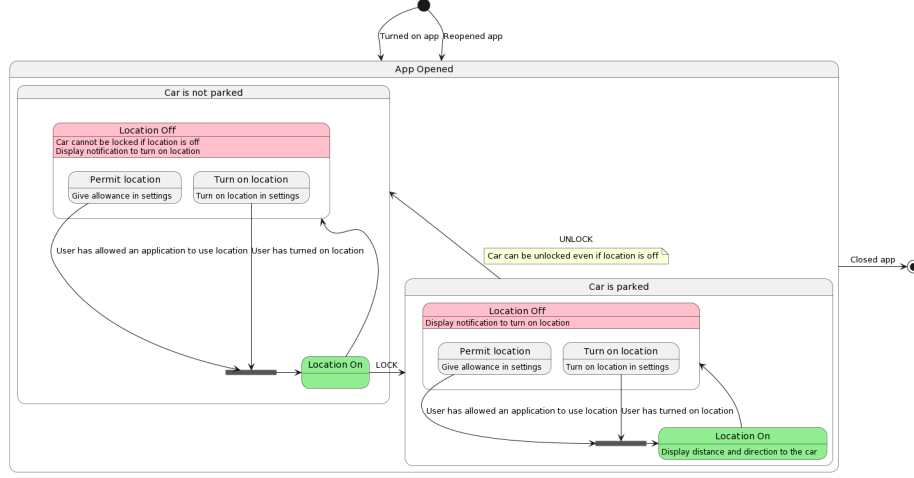 Turned on app
Reopened app
App Opened
Car is not parked
Location Off
Car cannot be locked if location is off
Display notification to turn on location
Permit location
Give allowance in settings
Turn on location
Turn on location in settings
User has allowed an application to use location
User has turned on location
Location On
LOCK
UNLOCK
Car can be unlocked even if location is off
Closed app
Car is parked
Location Off
Display notification to turn on location
Permit location
Give allowance in settings
Turn on location
Turn on location in settings
User has allowed an application to use location
User has turned on location
Location On
Display distance and direction to the car